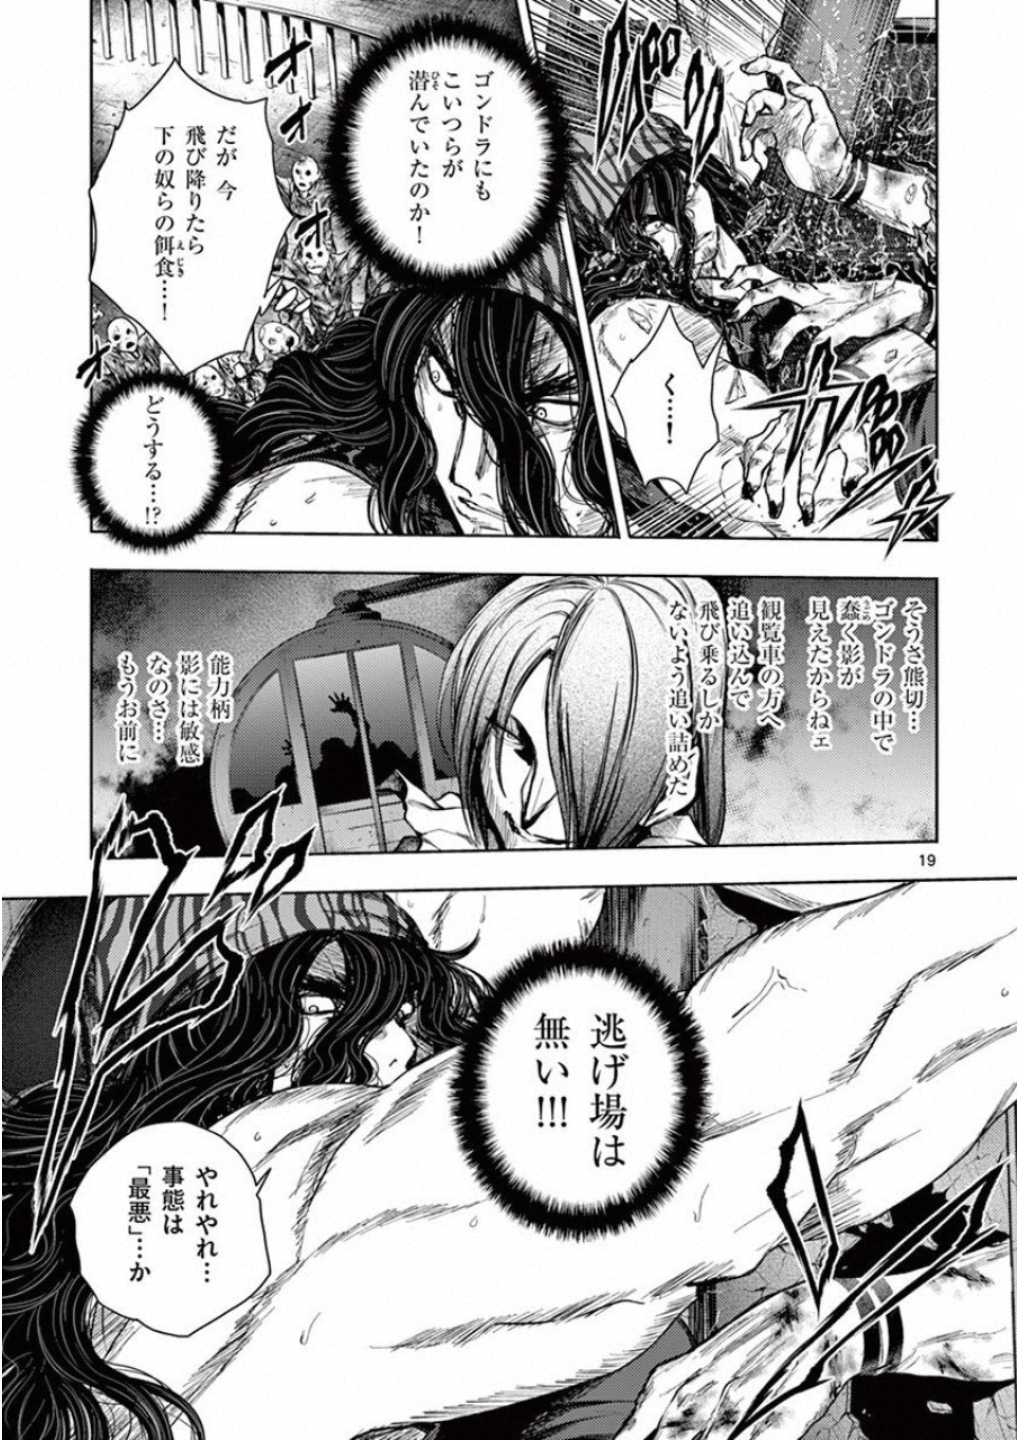 ガ
ガ
く…！
ゴンドラにも
こいつらが
潜んでいたのか！
だが 今
飛び降りたら
下の奴らの餌食…！
オ
オ
オ
オ
どうする…!?
そうさ熊切…
ゴンドラの中で
蠢く影が
見えたからねェ
観覧車の方へ
追い込んで
飛び乗るしか
ないよう追い詰めた
能力柄
影には敏感
なのさ…
もうお前に
19
逃げ場は
無い!!!
やれやれ…
事態は
「最悪」…か